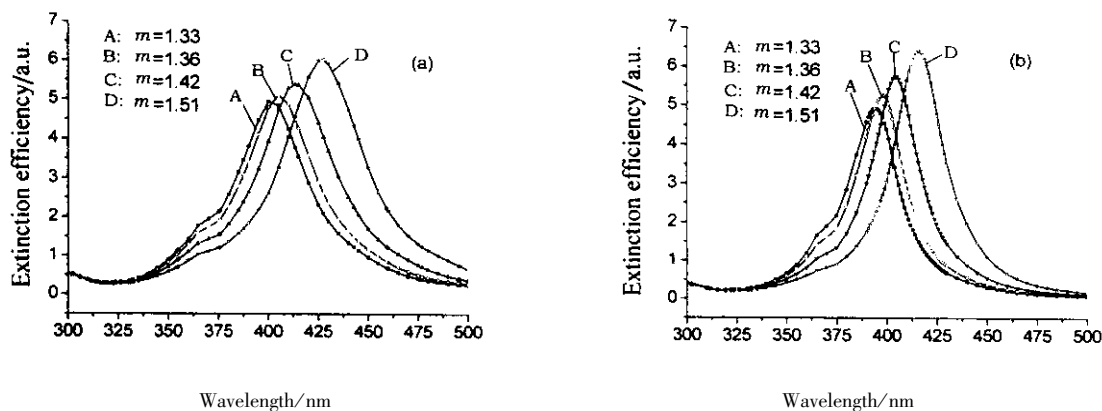 A: m=1.33
B: m=1.36
C: m=1.42
D: m=1.51
(a)
A
B
C
D
Extinction efficiency/a.u.
7
6
5
4
3
2
1
0
300 325 350 375 400 425 450 475 500
Wavelength/nm
A: m=1.33
B: m=1.36
C: m=1.42
D: m=1.51
(b)
A
B
C
D
Extinction efficiency/a.u.
7
6
5
4
3
2
1
0
300 325 350 375 400 425 450 475 500
Wavelength/nm